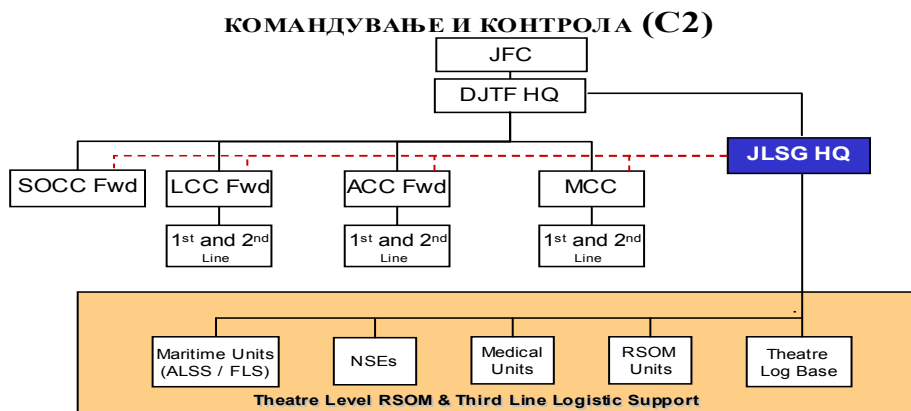 КОМАНДУВАЊЕ И КОНТРОЛА (C2)
JFC
DJTF HQ
JLSG HQ
SOCC Fwd
LCC Fwd
ACC Fwd
MCC
1st and 2nd
Line
1st and 2nd
Line
1st and 2nd
Line
Maritime Units
(ALSS / FLS)
NSEs
Medical
Units
RSOM
Units
Theatre
Log Base
Theatre Level RSOM & Third Line Logistic Support